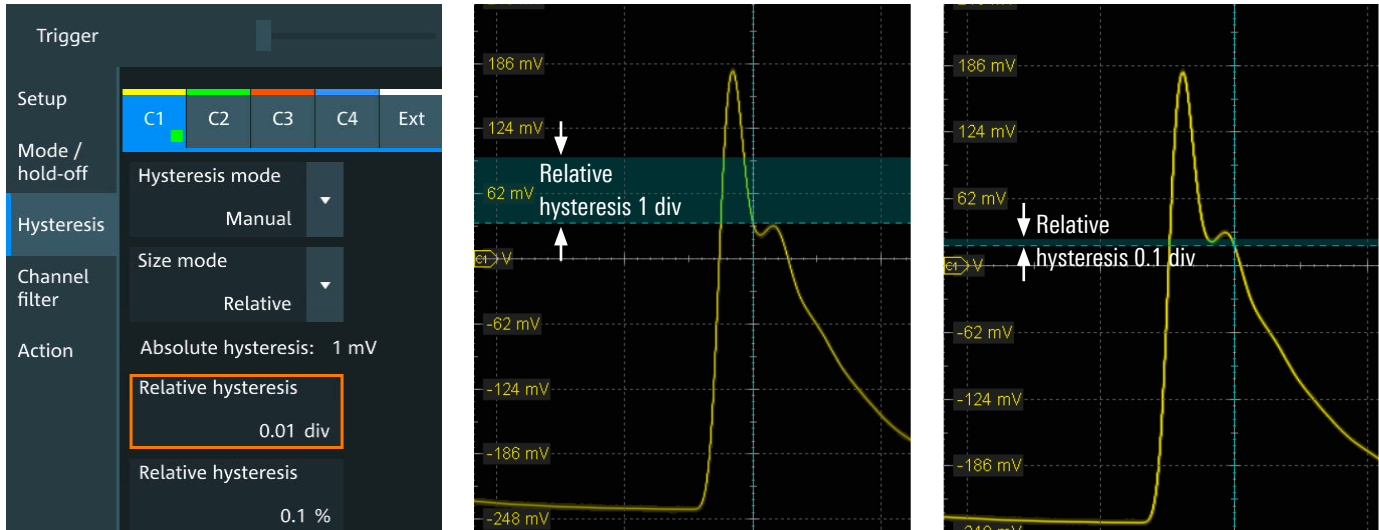 Trigger
Setup
Mode /
hold-off
Hysteresis
Channel
filter
Action
C1 C2 C3 C4 Ext
Hysteresis mode
Manual
Size mode
Relative
Absolute hysteresis: 1 mV
Relative hysteresis
0.01 div
Relative hysteresis
0.1 %
186 mV
124 mV
Relative
62 mV
hysteresis 1 div
C1 V
-62 mV
-124 mV
-186 mV
-248 mV
186 mV
124 mV
62 mV
Relative
hysteresis 0.1 div
C1 V
-62 mV
-124 mV
-186 mV